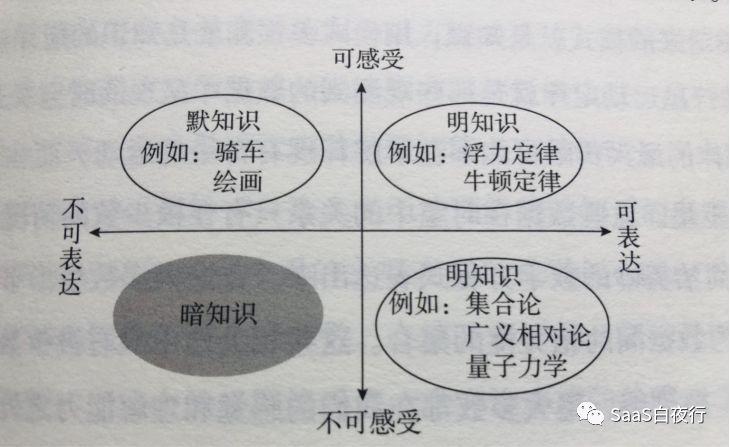 可感受
默知识
例如：骑车
绘画
明知识
例如：浮力定律
牛顿定律
不可表达
可表达
暗知识
明知识
例如：集合论
广义相对论
量子力学
不可感受
SaaS白夜行